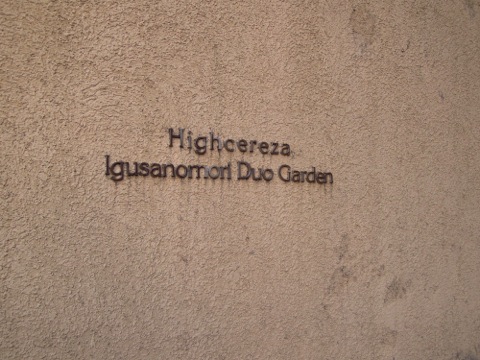 Highcereza
Igusanomori Duo Garden